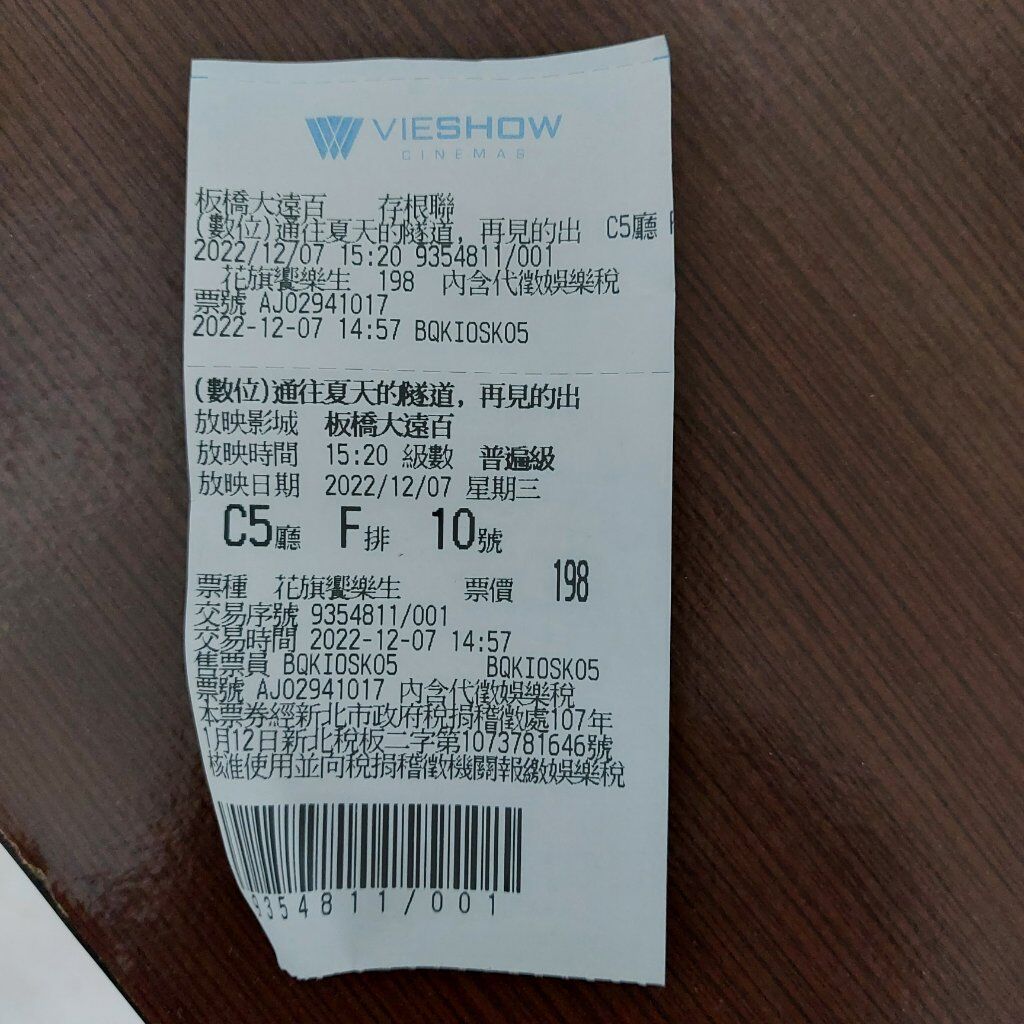 VIESHOW
CINEMAS
板橋大遠百 存根聯
(數位)通往夏天的隧道, 再見的出 C5廳
2022/12/07 15:20 9354811/001
花旗饗樂生 198 內含代徵娛樂稅
票號 AJ02941017
2022-12-07 14:57 BQKIOSK05
(數位)通往夏天的隧道, 再見的出
放映影城 板橋大遠百
放映時間 15:20 級數 普遍級
放映日期 2022/12/07 星期三
C5廳 F排 10號
票種 花旗饗樂生 票價 198
交易序號 9354811/001
交易時間 2022-12-07 14:57
售票員 BQKIOSK05 BQKIOSK05
票號 AJ02941017 內含代徵娛樂稅
本票券經新北市政府稅捐稽徵處107年
1月12日新北稅板二字第1073781646號
核准使用並向稅捐稽徵機關報繳娛樂稅
9354811/001